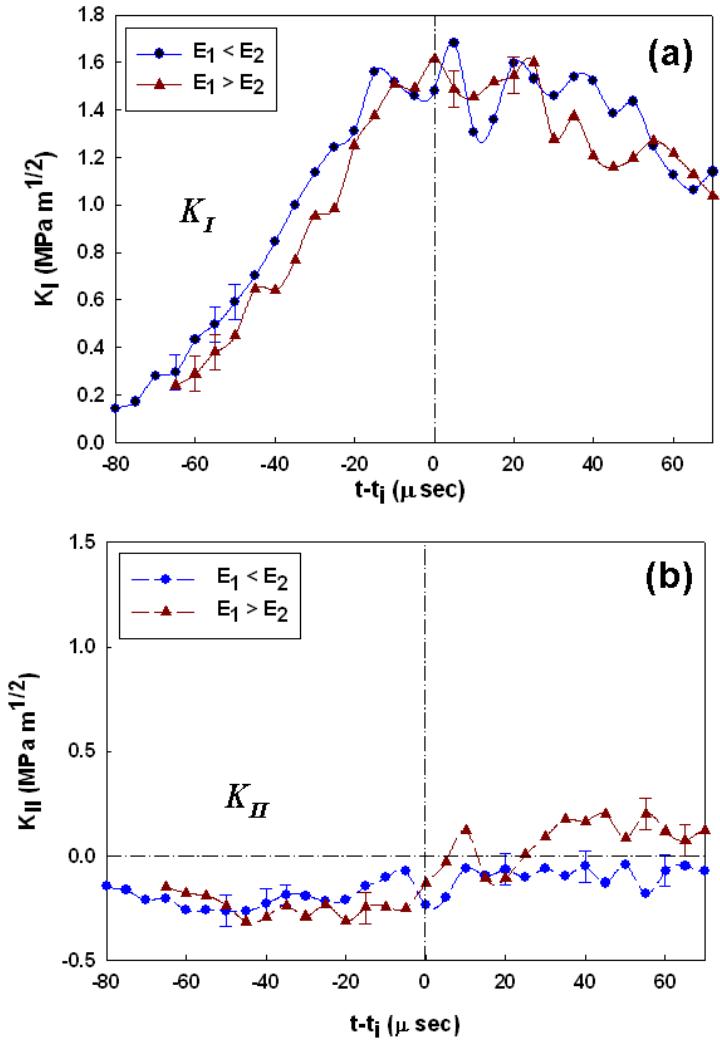 (a)
E1 < E2
E1 > E2
KI
KI (MPa m1/2)
1.8
1.6
1.4
1.2
1.0
0.8
0.6
0.4
0.2
0.0
-80 -60 -40 -20 0 20 40 60
t-ti (μ sec)
(b)
E1 < E2
E1 > E2
KII
KII (MPa m1/2)
1.5
1.0
0.5
0.0
-0.5
-80 -60 -40 -20 0 20 40 60
t-ti (μ sec)